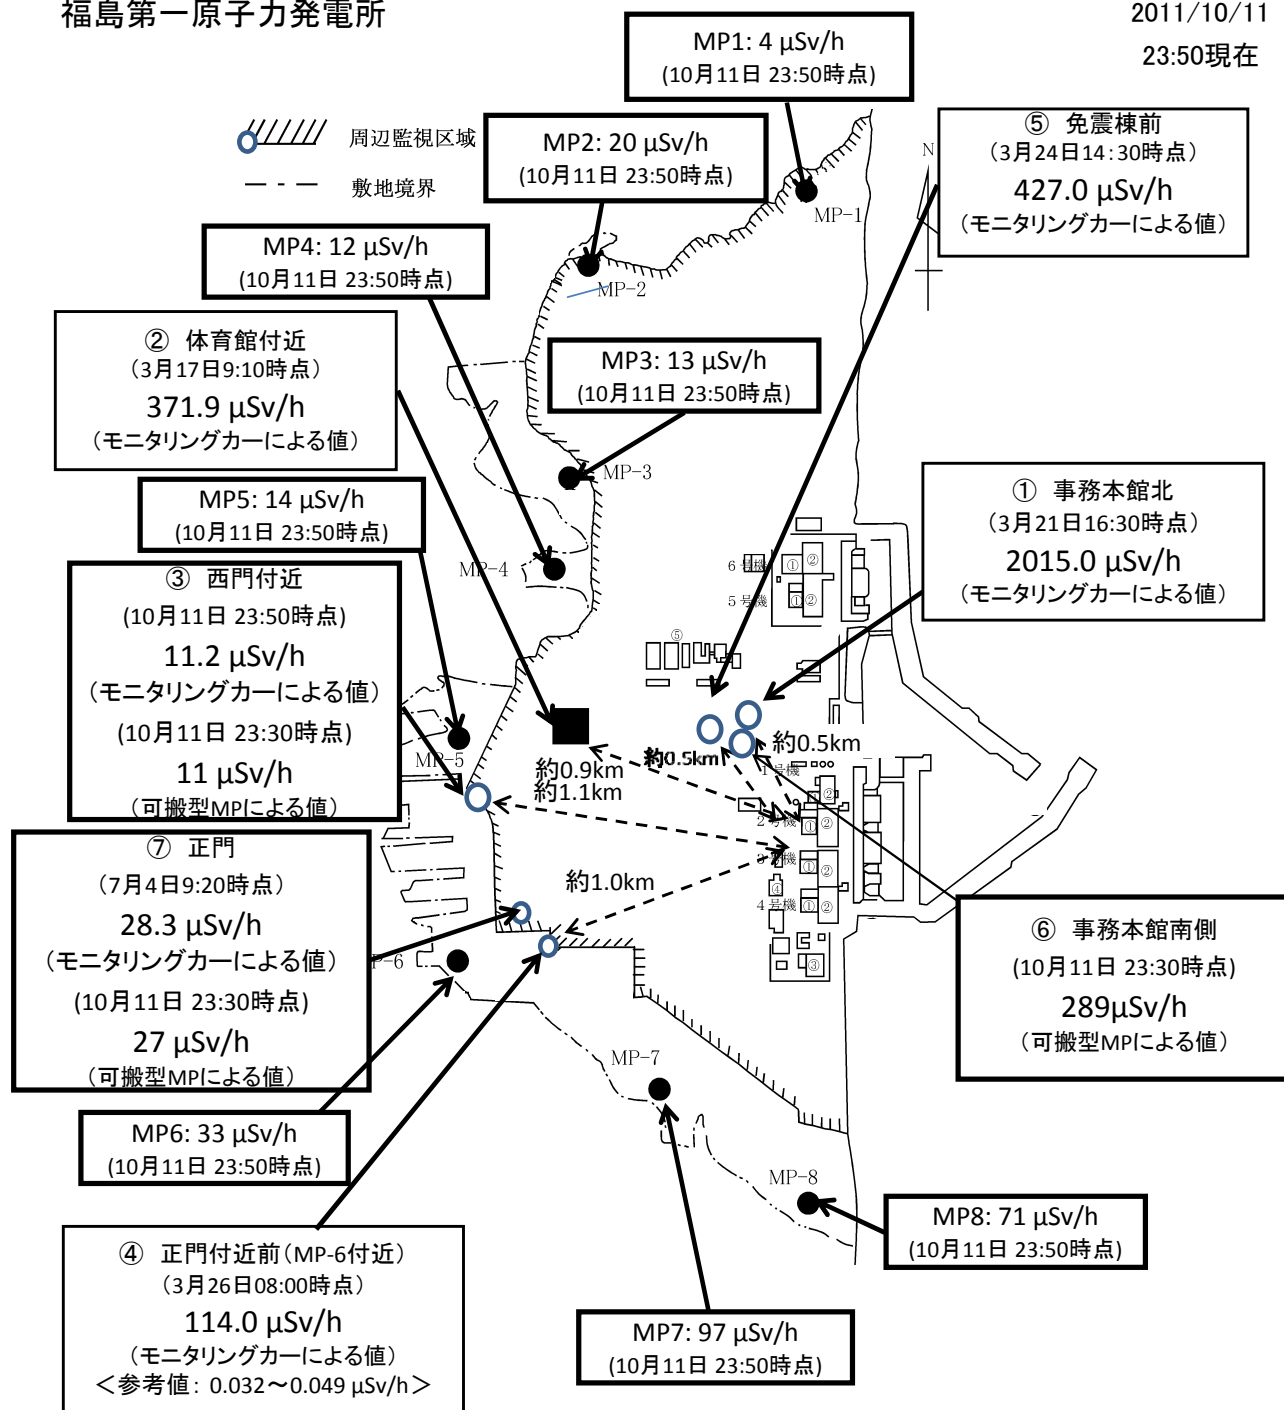 福島第一原子力発電所
2011/10/11
23:50現在
MP1: 4 μSv/h
(10月11日 23:50時点)
周辺監視区域
敷地境界
MP2: 20 μSv/h
(10月11日 23:50時点)
⑤ 免震棟前
(3月24日14:30時点)
427.0 μSv/h
(モニタリングカーによる値)
N
MP-1
MP4: 12 μSv/h
(10月11日 23:50時点)
MP-2
② 体育館付近
(3月17日9:10時点)
371.9 μSv/h
(モニタリングカーによる値)
MP3: 13 μSv/h
(10月11日 23:50時点)
MP-3
MP5: 14 μSv/h
(10月11日 23:50時点)
① 事務本館北
(3月21日16:30時点)
2015.0 μSv/h
(モニタリングカーによる値)
MP-4
6号機
① ②
5号機
① ②
③ 西門付近
(10月11日 23:50時点)
11.2 μSv/h
(モニタリングカーによる値)
(10月11日 23:30時点)
11 μSv/h
(可搬型MPによる値)
⑤
MP-5
約0.9km
約1.1km
約0.5km
約0.5km
1号機
②
2号機
① ②
3号機
① ②
④
4号機
① ②
③
⑦ 正門
(7月4日9:20時点)
28.3 μSv/h
(モニタリングカーによる値)
(10月11日 23:30時点)
27 μSv/h
(可搬型MPによる値)
約1.0km
P-6
⑥ 事務本館南側
(10月11日 23:30時点)
289μSv/h
(可搬型MPによる値)
MP-7
MP6: 33 μSv/h
(10月11日 23:50時点)
MP-8
MP8: 71 μSv/h
(10月11日 23:50時点)
④ 正門付近前(MP-6付近)
(3月26日08:00時点)
114.0 μSv/h
(モニタリングカーによる値)
<参考値: 0.032~0.049 μSv/h>
MP7: 97 μSv/h
(10月11日 23:50時点)